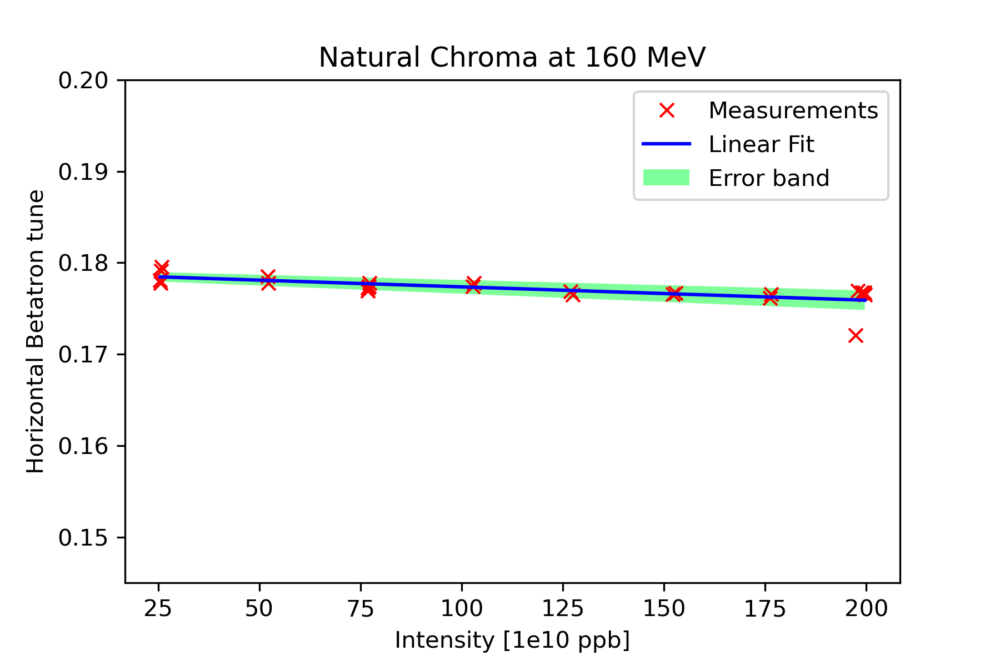 Natural Chroma at 160 MeV
0.20
0.19
0.18
0.17
0.16
0.15
Horizontal Betatron tune
Measurements
Linear Fit
Error band
25 50 75 100 125 150 175 200
Intensity [1e10 ppb]